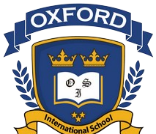 OXFORD
O S
I
International School